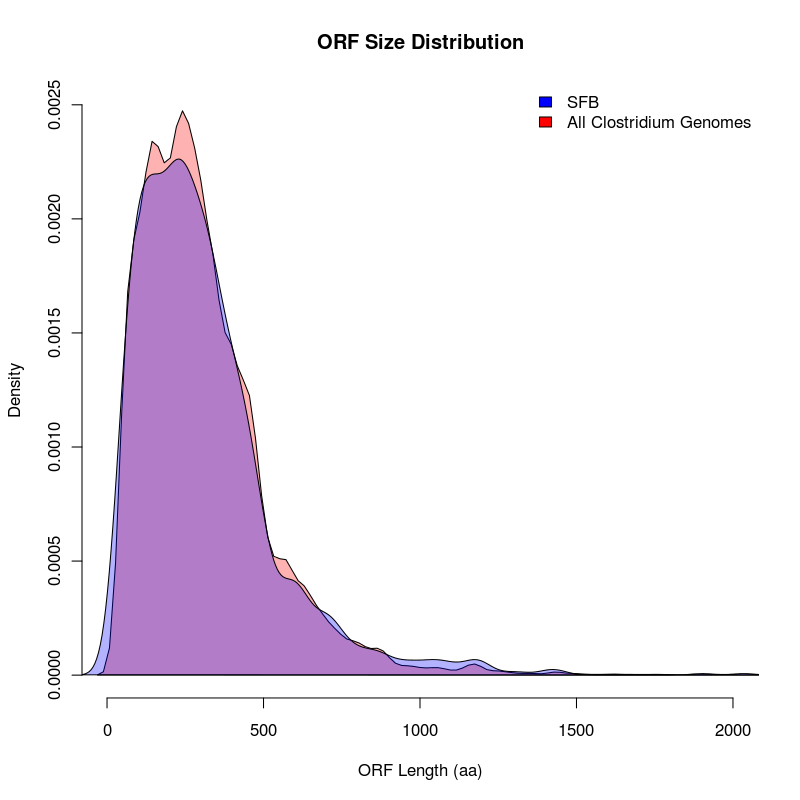 ORF Size Distribution
SFB
All Clostridium Genomes
0.0025
0.0020
0.0015
0.0010
0.0005
0.0000
Density
0 500 1000 1500 2000
ORF Length (aa)